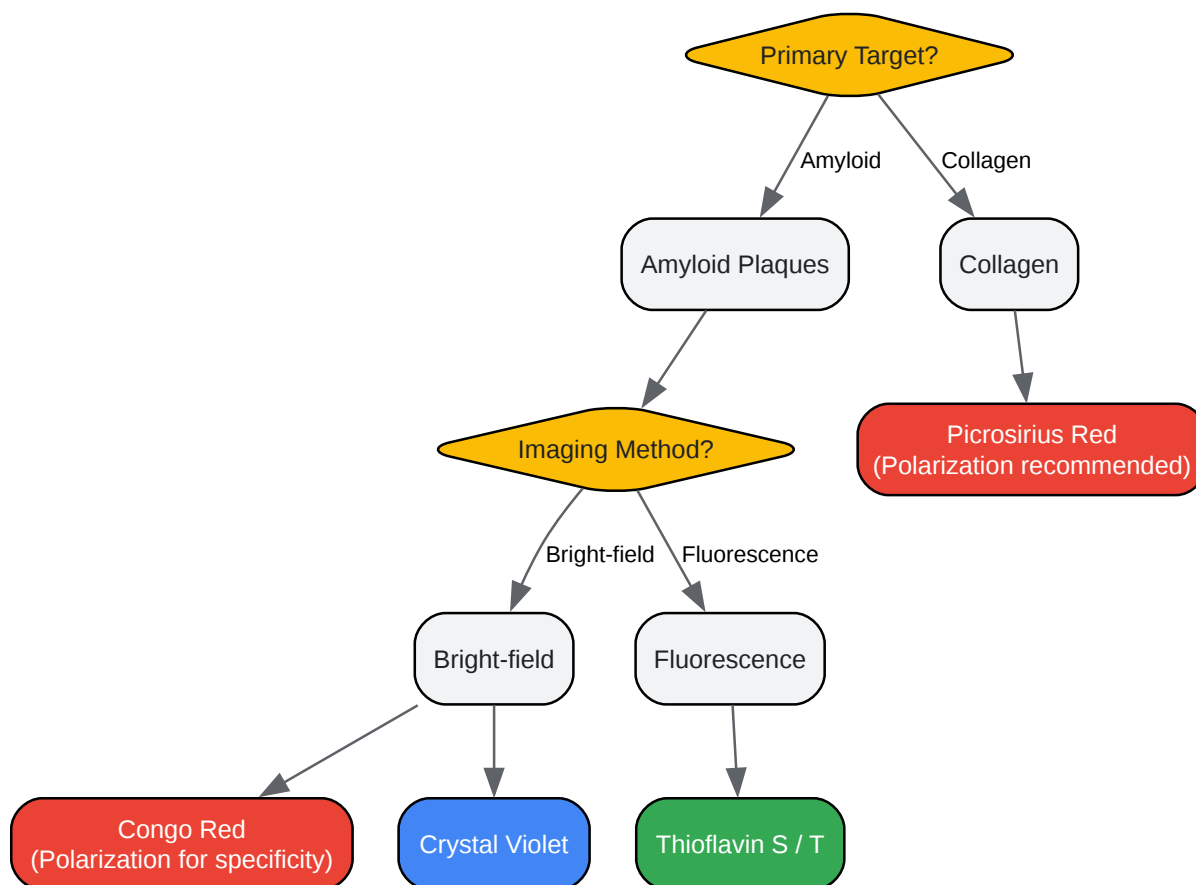 Primary Target?
Amyloid
Collagen
Amyloid Plaques
Collagen
Imaging Method?
Picrosirius Red
(Polarization recommended)
Bright-field
Fluorescence
Bright-field
Fluorescence
Congo Red
(Polarization for specificity)
Crystal Violet
Thioflavin S / T